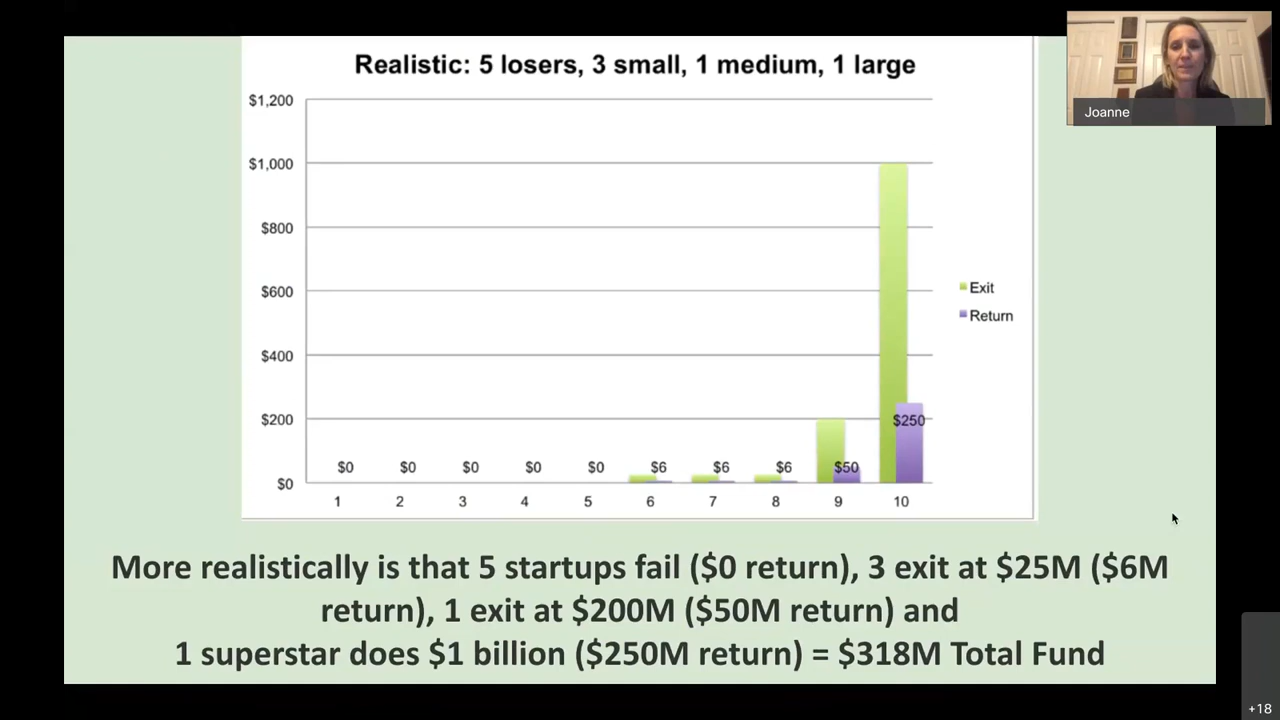 Realistic: 5 losers, 3 small, 1 medium, 1 large
$1,200
$1,000
$800
$600
$400
$200
$0
$0 $0 $0 $0 $0 $6 $6 $6 $50 $250
1 2 3 4 5 6 7 8 9 10
Exit
Return
Joanne
More realistically is that 5 startups fail ($0 return), 3 exit at $25M ($6M
return), 1 exit at $200M ($50M return) and
1 superstar does $1 billion ($250M return) = $318M Total Fund
+18